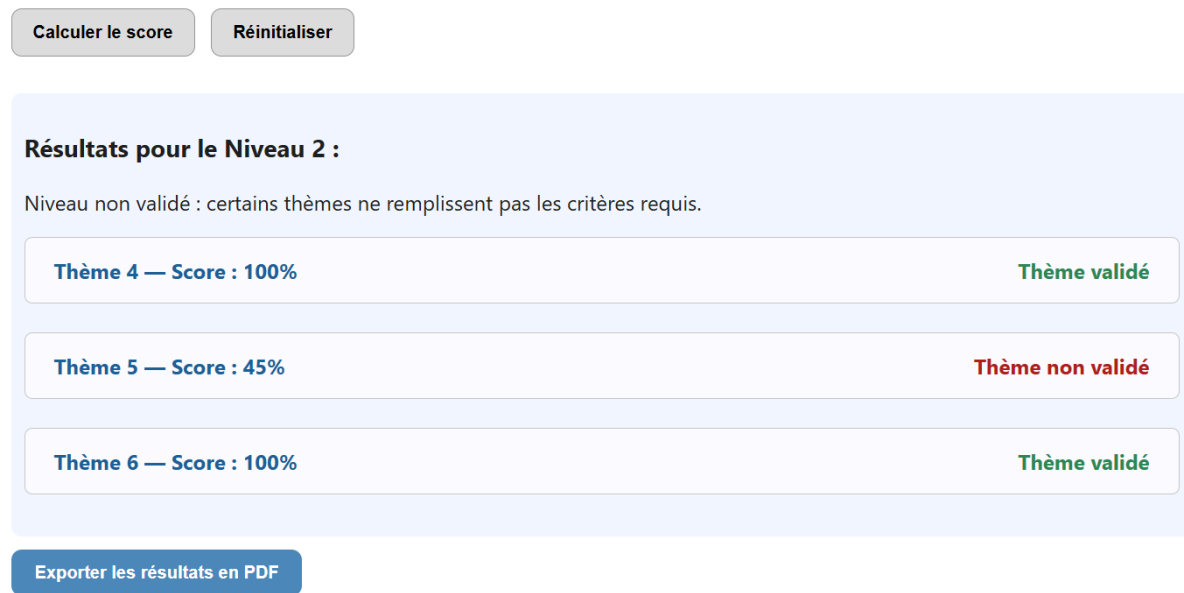 Calculer le score
Réinitialiser
Résultats pour le Niveau 2 :
Niveau non validé : certains thèmes ne remplissent pas les critères requis.
Thème 4 — Score : 100%
Thème validé
Thème 5 — Score : 45%
Thème non validé
Thème 6 — Score : 100%
Thème validé
Exporter les résultats en PDF